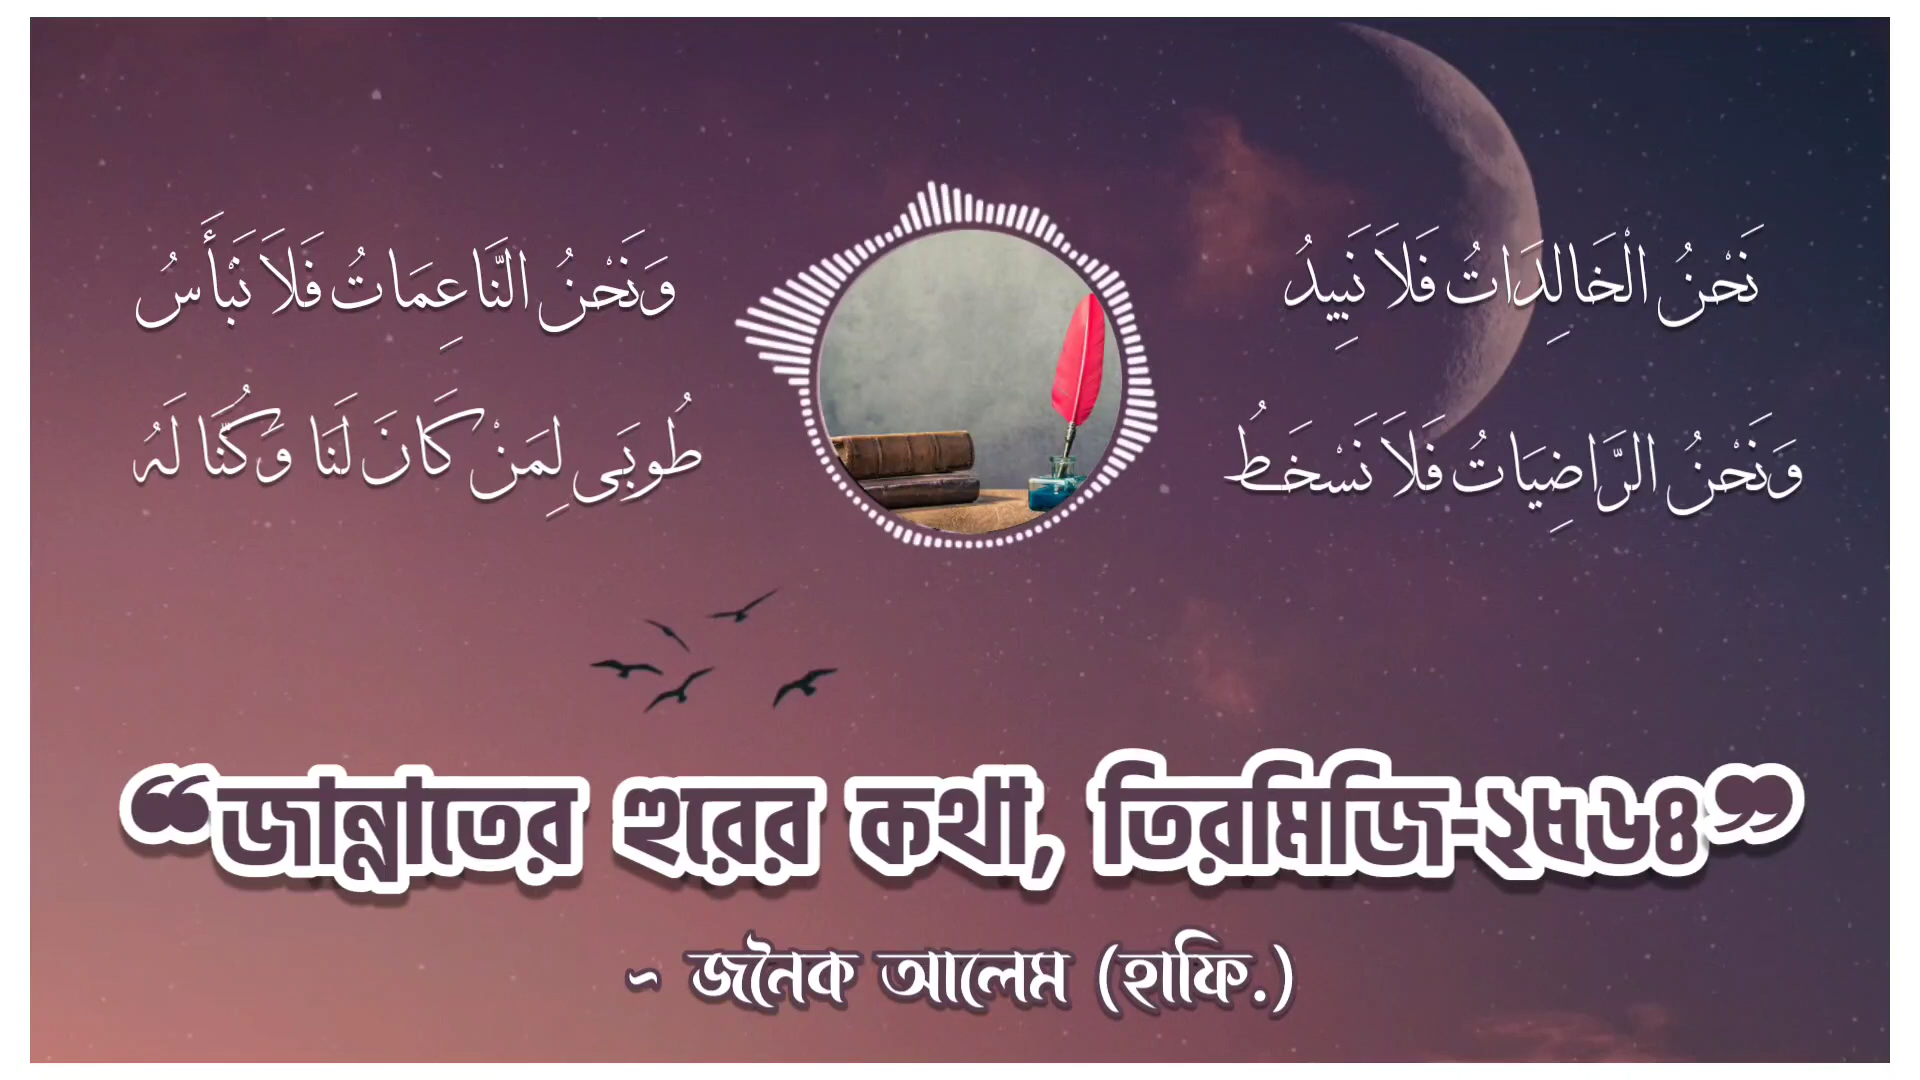 نَحْنُ الْخَالِدَاتُ فَلَا نَبِيدُ
وَنَحْنُ النَّاعِمَاتُ فَلَا نَبْأَسُ
وَنَحْنُ الرَّاضِيَاتُ فَلَا نَسْخَطُ
طُوبَى لِمَنْ كَانَ لَنَا وَكُنَّا لَهُ
“জান্নাতের হুরের কথা, তিরমিজি-২৫৬৪”
~ জনৈক আলেম (হাফি.)